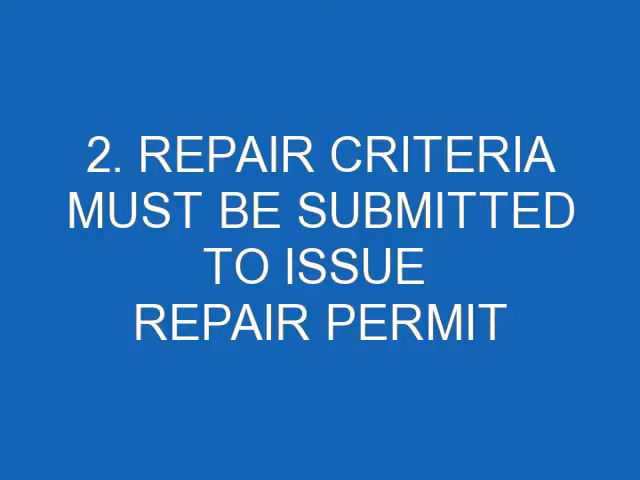 2. REPAIR CRITERIA
MUST BE SUBMITTED
TO ISSUE
REPAIR PERMIT